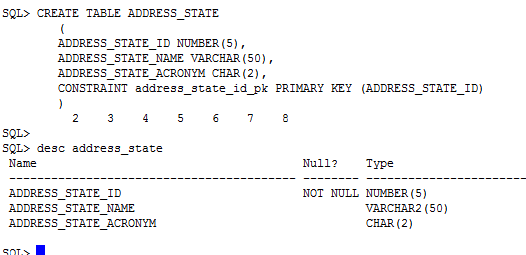 SQL> CREATE TABLE ADDRESS_STATE
(
ADDRESS_STATE_ID NUMBER(5),
ADDRESS_STATE_NAME VARCHAR(50),
ADDRESS_STATE_ACRONYM CHAR(2),
CONSTRAINT address_state_id_pk PRIMARY KEY (ADDRESS_STATE_ID)
)
2 3 4 5 6 7 8
SQL>
SQL> desc address_state
Name Null? Type
----------------------------------------- -------- ----------------------------
ADDRESS_STATE_ID NOT NULL NUMBER(5)
ADDRESS_STATE_NAME VARCHAR2(50)
ADDRESS_STATE_ACRONYM CHAR(2)
SQL>